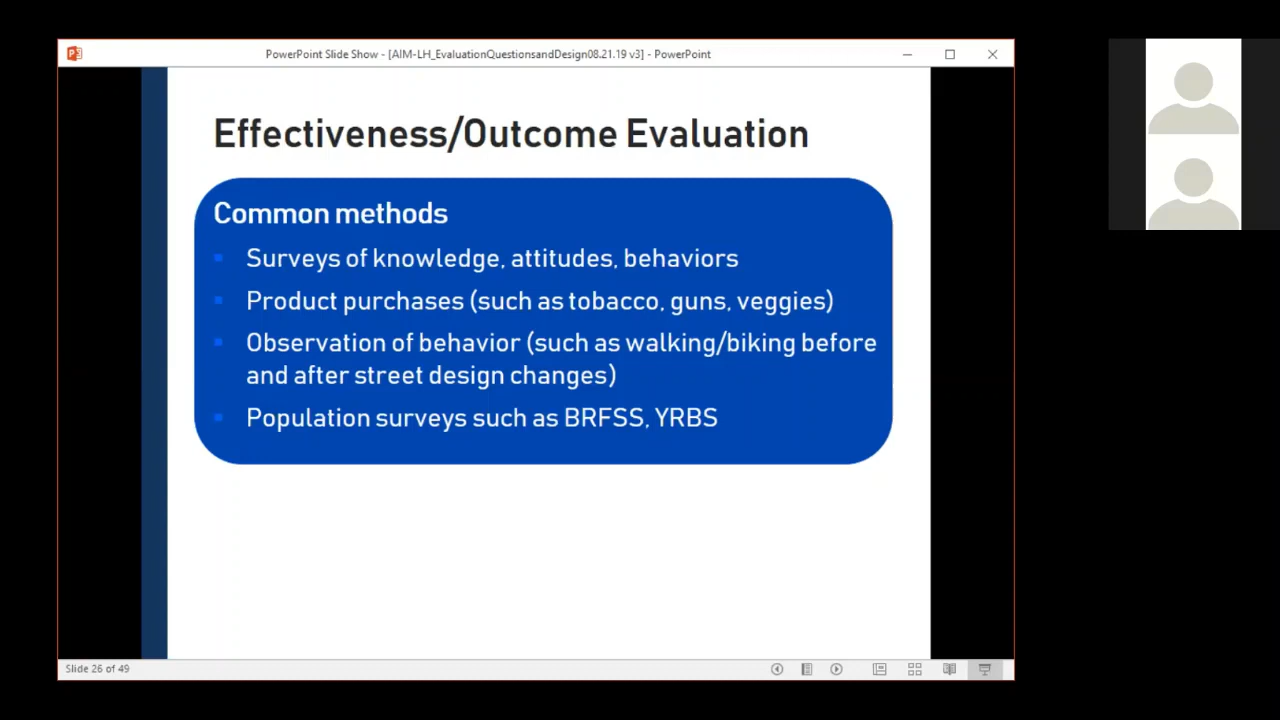 PowerPoint Slide Show - [AIM-LH_EvaluationQuestionsandDesign08.21.19 v3] - PowerPoint
Effectiveness/Outcome Evaluation
Common methods
Surveys of knowledge, attitudes, behaviors
Product purchases (such as tobacco, guns, veggies)
Observation of behavior (such as walking/biking before
and after street design changes)
Population surveys such as BRFSS, YRBS
Slide 26 of 49